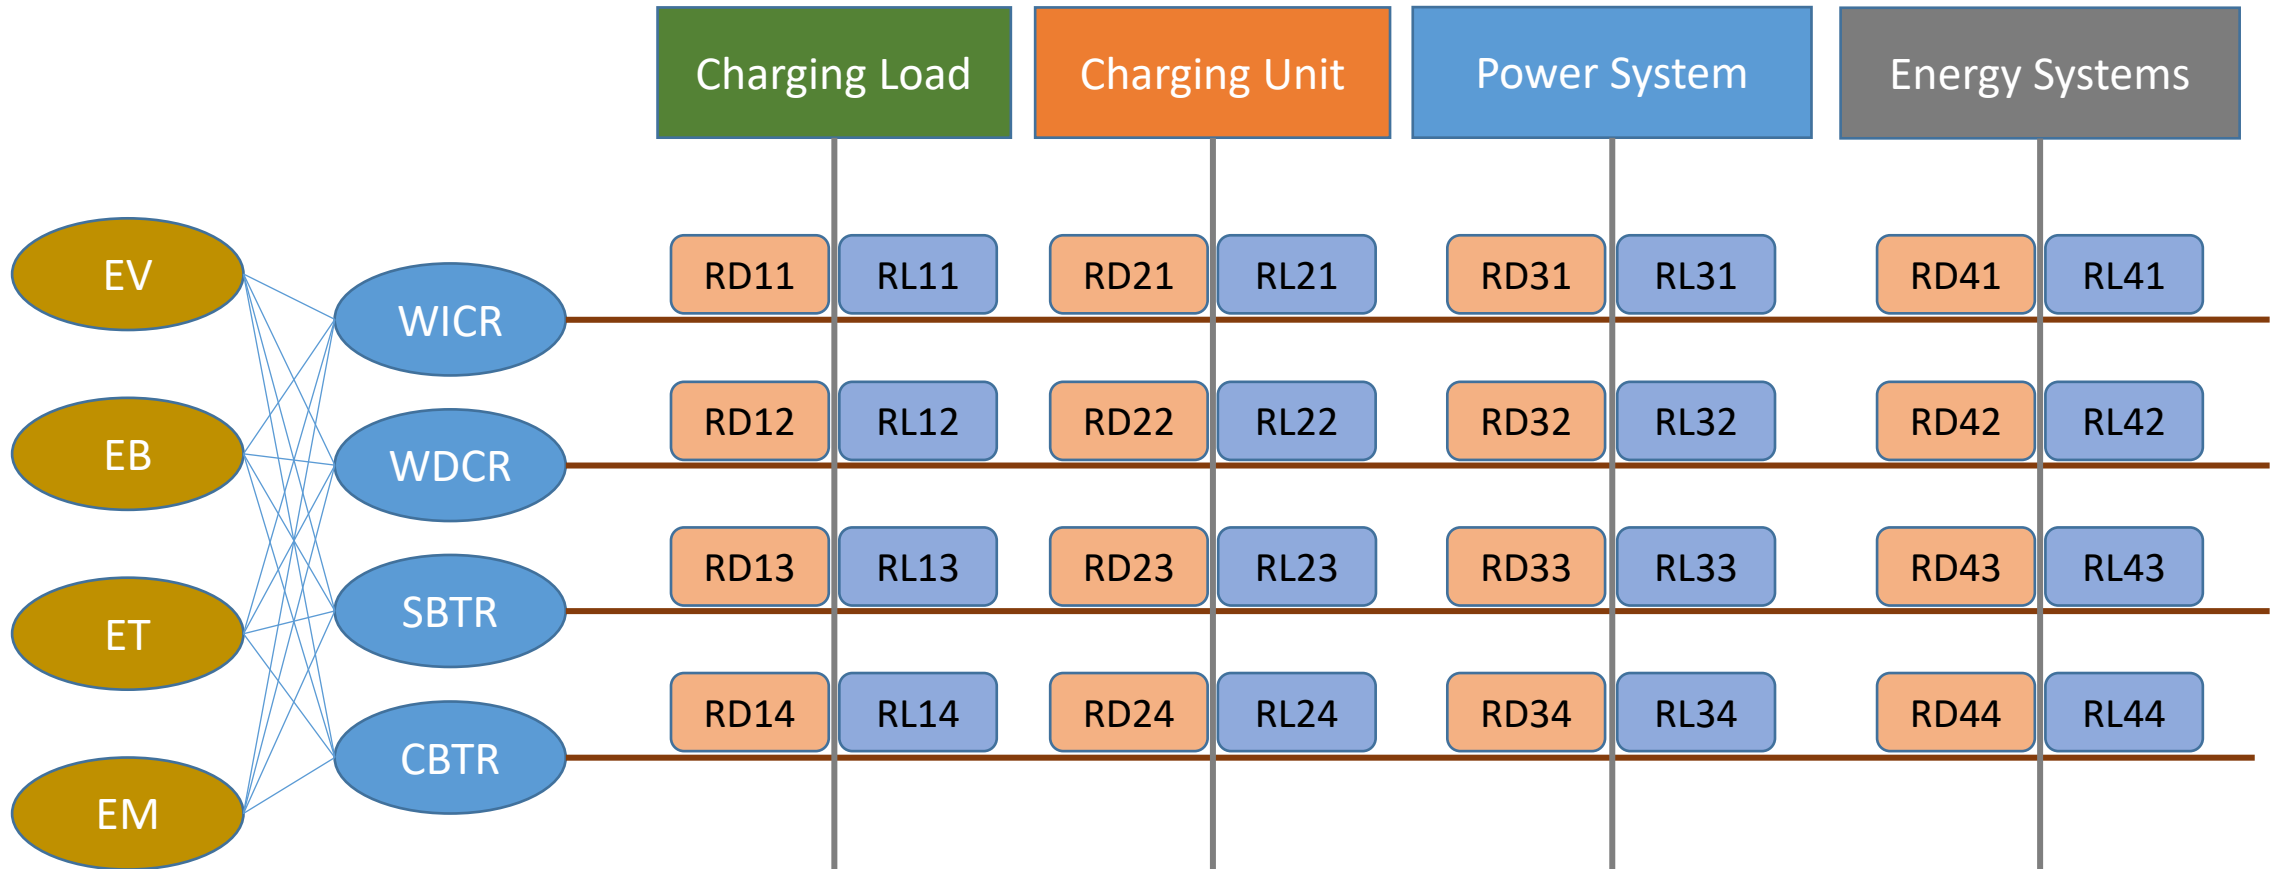 Charging Load
Charging Unit
Power System
Energy Systems
EV
WICR
RD11 RL11 RD21 RL21 RD31 RL31 RD41 RL41
EB
WDCR
RD12 RL12 RD22 RL22 RD32 RL32 RD42 RL42
ET
SBTR
RD13 RL13 RD23 RL23 RD33 RL33 RD43 RL43
EM
CBTR
RD14 RL14 RD24 RL24 RD34 RL34 RD44 RL44